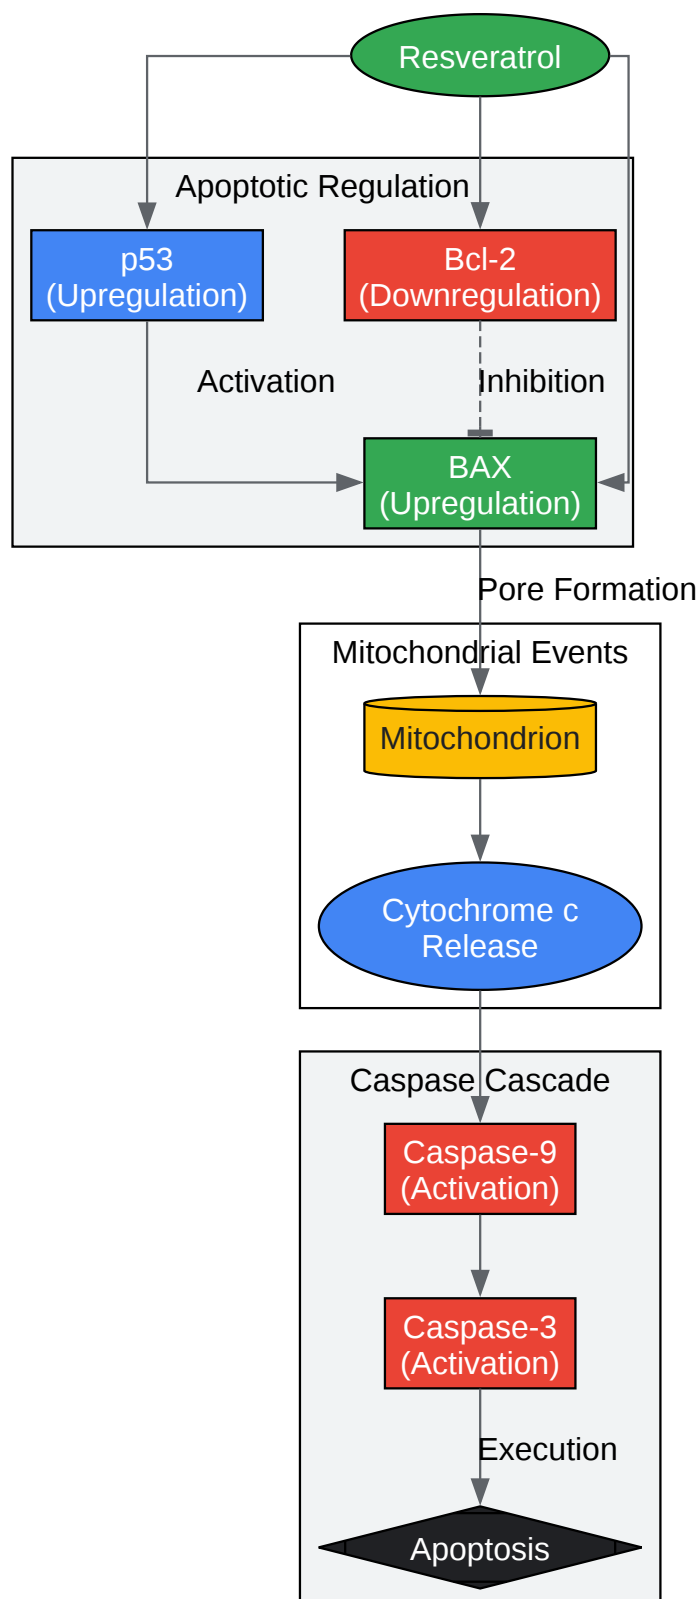 Resveratrol
Apoptotic Regulation
p53
(Upregulation)
Bcl-2
(Downregulation)
Activation
Inhibition
BAX
(Upregulation)
Pore Formation
Mitochondrial Events
Mitochondrion
Cytochrome c
Release
Caspase Cascade
Caspase-9
(Activation)
Caspase-3
(Activation)
Execution
Apoptosis